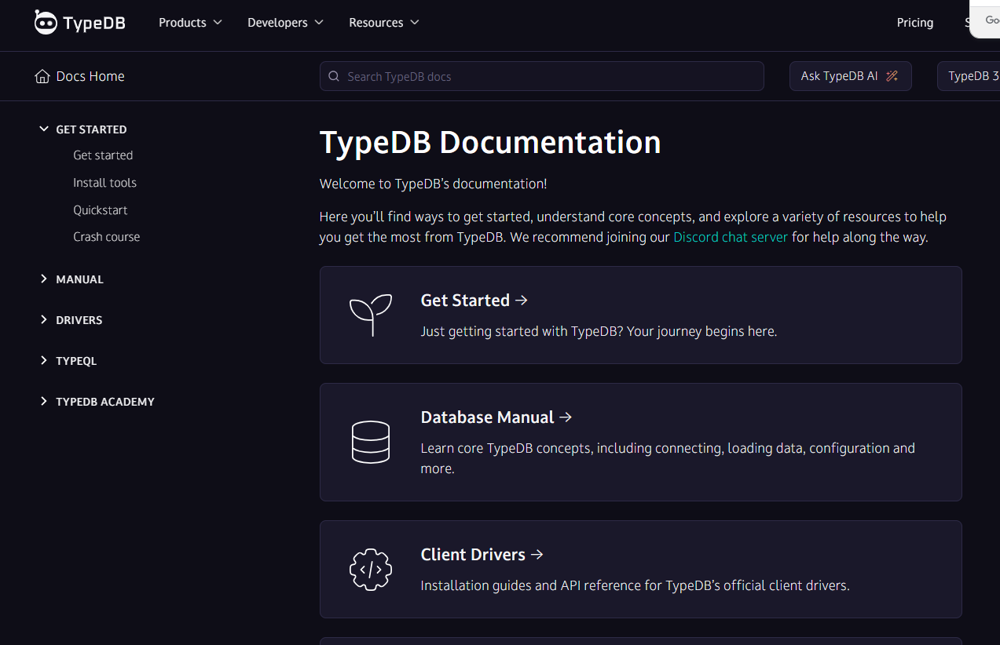 TypeDB Products Developers Resources Pricing
Docs Home Search TypeDB docs Ask TypeDB AI TypeDB 3
GET STARTED
Get started
Install tools
Quickstart
Crash course
MANUAL
DRIVERS
TYPEQL
TYPEDB ACADEMY
TypeDB Documentation
Welcome to TypeDB’s documentation!
Here you’ll find ways to get started, understand core concepts, and explore a variety of resources to help
you get the most from TypeDB. We recommend joining our Discord chat server for help along the way.
Get Started →
Just getting started with TypeDB? Your journey begins here.
Database Manual →
Learn core TypeDB concepts, including connecting, loading data, configuration and
more.
Client Drivers →
</>
Installation guides and API reference for TypeDB’s official client drivers.